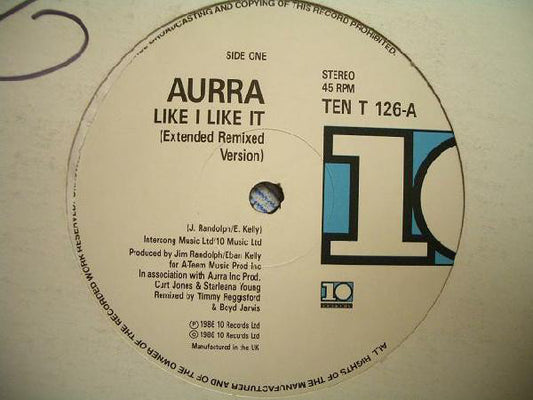 BROADCASTING AND COPYING OF THIS RECORD PROHIBITED.
SIDE ONE
STEREO
45 RPM
AURRA
LIKE I LIKE IT
(Extended Remixed
Version)
TEN T 126-A
10
(J. Randolph/E. Kelly)
Intersong Music Ltd/10 Music Ltd
Produced by Jim Randolph/Eban Kelly
for A-Team Music Prod Inc
In association with Aurra Inc Prod.
Curt Jones & Starleana Young
Remixed by Timmy Reggisford
& Boyd Jarvis
10
℗ 1986 10 Records Ltd
© 1986 10 Records Ltd
Manufactured in the UK
ALL RIGHTS OF THE MANUFACTURER AND OF THE OWNER OF THE RECORDED WORK RESERVED.